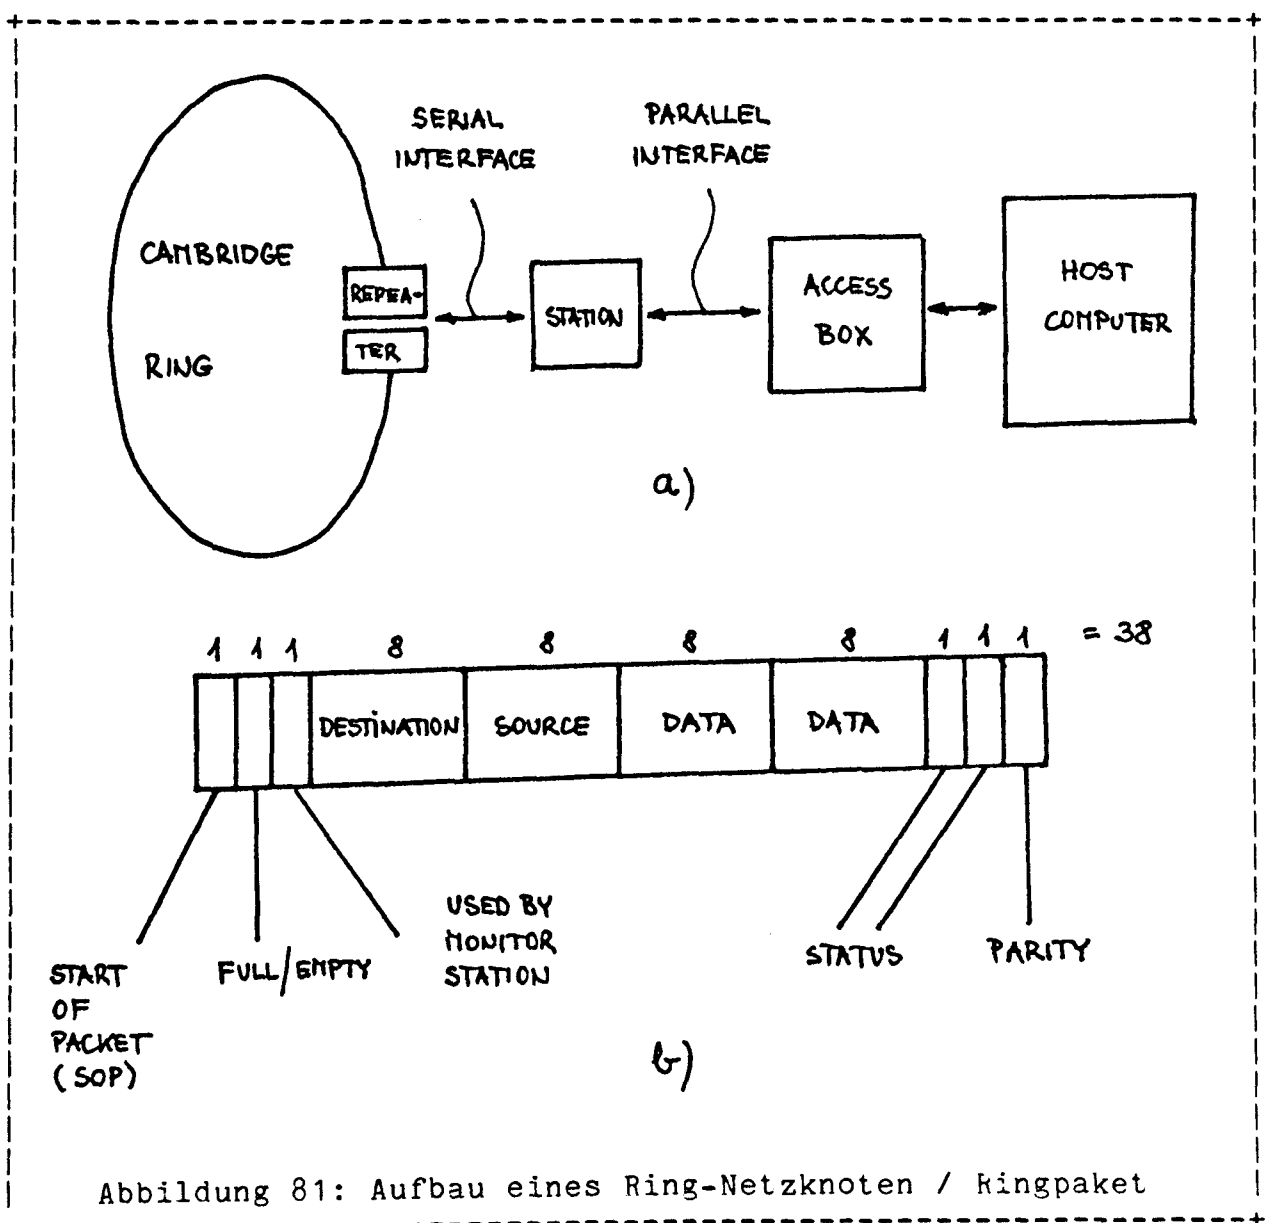 SERIAL
INTERFACE
PARALLEL
INTERFACE
CAMBRIDGE
RING
REPEA-
TER
STATION
ACCESS
BOX
HOST
COMPUTER
a)
1 1 1 8 8 8 8 1 1 1 = 38
DESTINATION SOURCE DATA DATA
START
OF
PACKET
(SOP)
FULL/EMPTY
USED BY
MONITOR
STATION
STATUS
PARITY
b)
Abbildung 81: Aufbau eines Ring-Netzknoten / Ringpaket